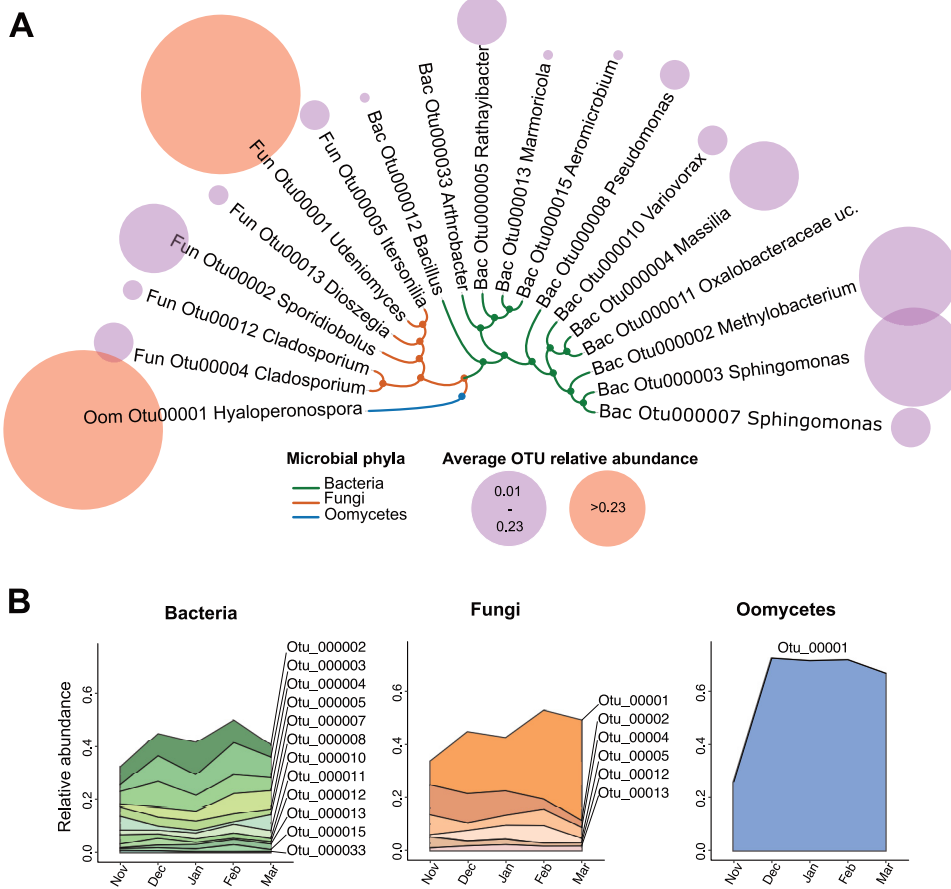 A
Oom Otu00001 Hyaloperonospora
Fun Otu00004 Cladosporium
Fun Otu00012 Cladosporium
Fun Otu00002 Sporidiobolus
Fun Otu00013 Dioszegia
Fun Otu00001 Udeniomyces
Fun Otu00005 Itersonilia
Bac Otu000012 Bacillus
Bac Otu000033 Arthrobacter
Bac Otu000005 Rathayibacter
Bac Otu000013 Marmoricola
Bac Otu000015 Aeromicrobium
Bac Otu000008 Pseudomonas
Bac Otu000010 Variovorax
Bac Otu000004 Massilia
Bac Otu000011 Oxalobacteraceae uc.
Bac Otu000002 Methylobacterium
Bac Otu000003 Sphingomonas
Bac Otu000007 Sphingomonas
Microbial phyla
Bacteria
Fungi
Oomycetes
Average OTU relative abundance
0.01
-
0.23
>0.23
B
Bacteria
Relative abundance
0.6
0.4
0.2
0.0
Nov Dec Jan Feb Mar
Otu_000002
Otu_000003
Otu_000004
Otu_000005
Otu_000007
Otu_000008
Otu_000010
Otu_000011
Otu_000012
Otu_000013
Otu_000015
Otu_000033
Fungi
0.6
0.4
0.2
0.0
Nov Dec Jan Feb Mar
Otu_00001
Otu_00002
Otu_00004
Otu_00005
Otu_00012
Otu_00013
Oomycetes
Otu_00001
0.6
0.4
0.2
0.0
Nov Dec Jan Feb Mar